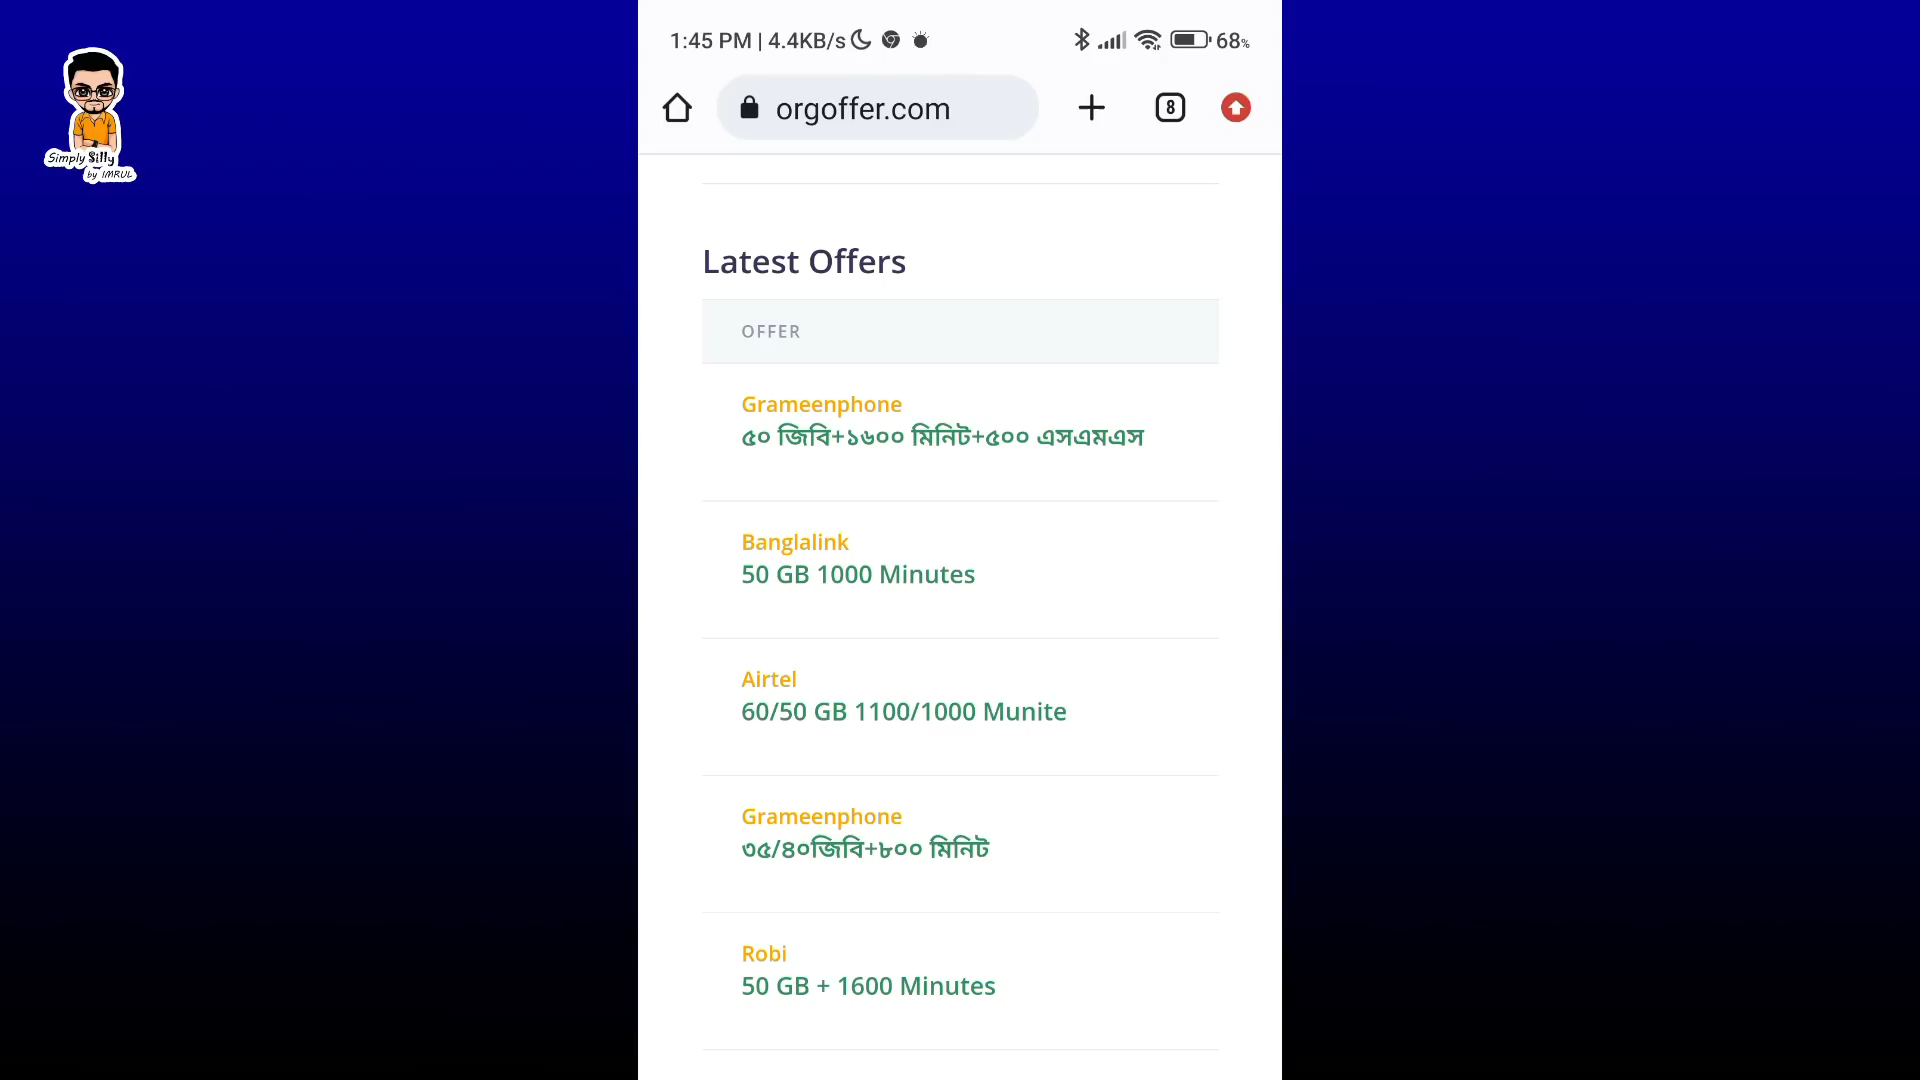 1:45 PM | 4.4KB/s
68%
orgoffer.com
8
Simply Silly
by IMRUL
Latest Offers
OFFER
Grameenphone
৫০ জিবি+১৬০০ মিনিট+৫০০ এসএমএস
Banglalink
50 GB 1000 Minutes
Airtel
60/50 GB 1100/1000 Munite
Grameenphone
৩৫/৪০জিবি+৮০০ মিনিট
Robi
50 GB + 1600 Minutes